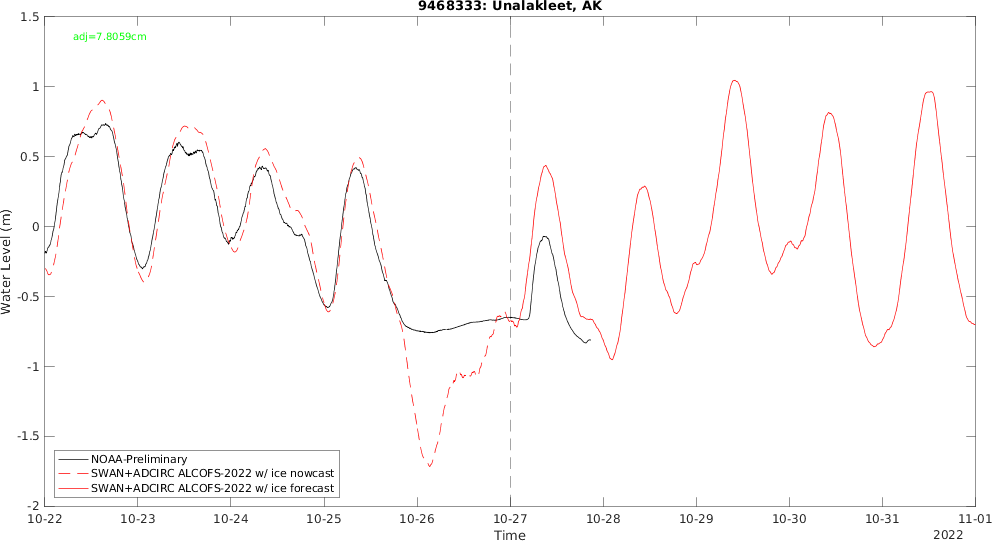 9468333: Unalakleet, AK
adj=7.8059cm
1.5
1
0.5
0
-0.5
-1
-1.5
-2
Water Level (m)
NOAA-Preliminary
SWAN+ADCIRC ALCOFS-2022 w/ ice nowcast
SWAN+ADCIRC ALCOFS-2022 w/ ice forecast
10-22 10-23 10-24 10-25 10-26 10-27 10-28 10-29 10-30 10-31 11-01
Time
2022